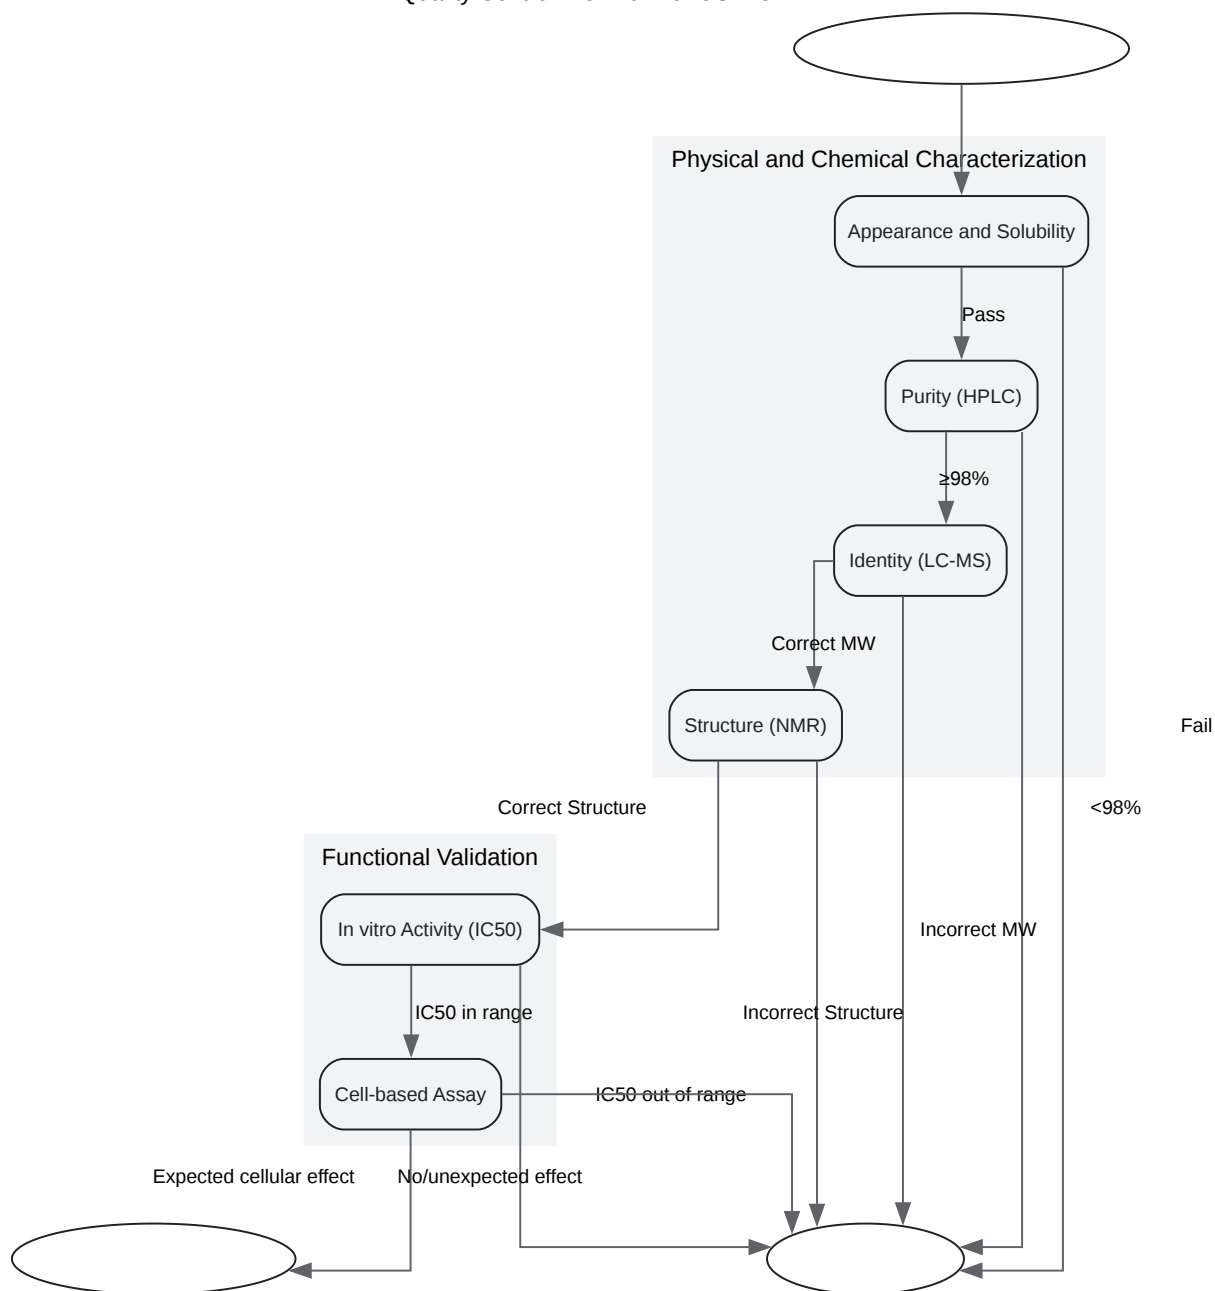 Physical and Chemical Characterization
Appearance and Solubility
Pass
Purity (HPLC)
≥98%
Identity (LC-MS)
Correct MW
Structure (NMR)
Fail
Correct Structure
<98%
Functional Validation
In vitro Activity (IC50)
Incorrect MW
IC50 in range
Incorrect Structure
Cell-based Assay
IC50 out of range
Expected cellular effect
No/unexpected effect